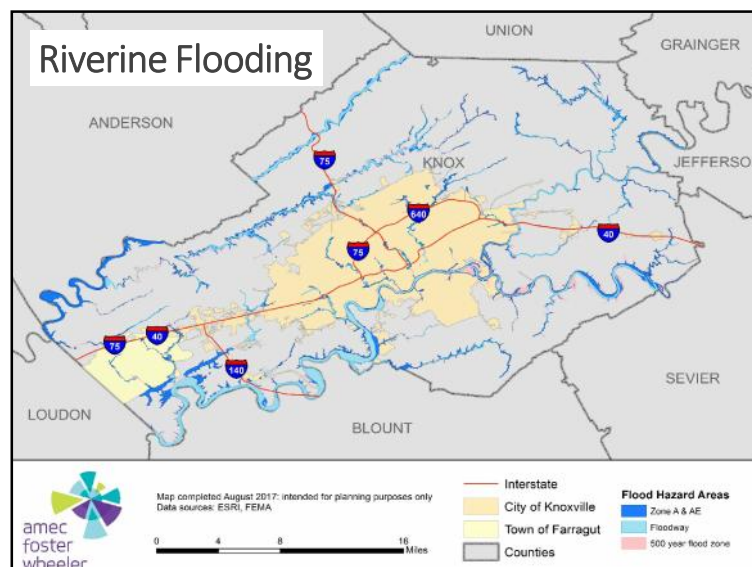 Riverine Flooding
UNION
GRAINGER
ANDERSON
KNOX
JEFFERSO
75
640
75
40
75
40
140
LOUDON
BLOUNT
SEVIER
amec
foster
wheeler
Map completed August 2017: intended for planning purposes only
Data sources: ESRI, FEMA
0 4 8 16
Miles
Interstate
City of Knoxville
Town of Farragut
Counties
Flood Hazard Areas
Zone A & AE
Floodway
500 year flood zone